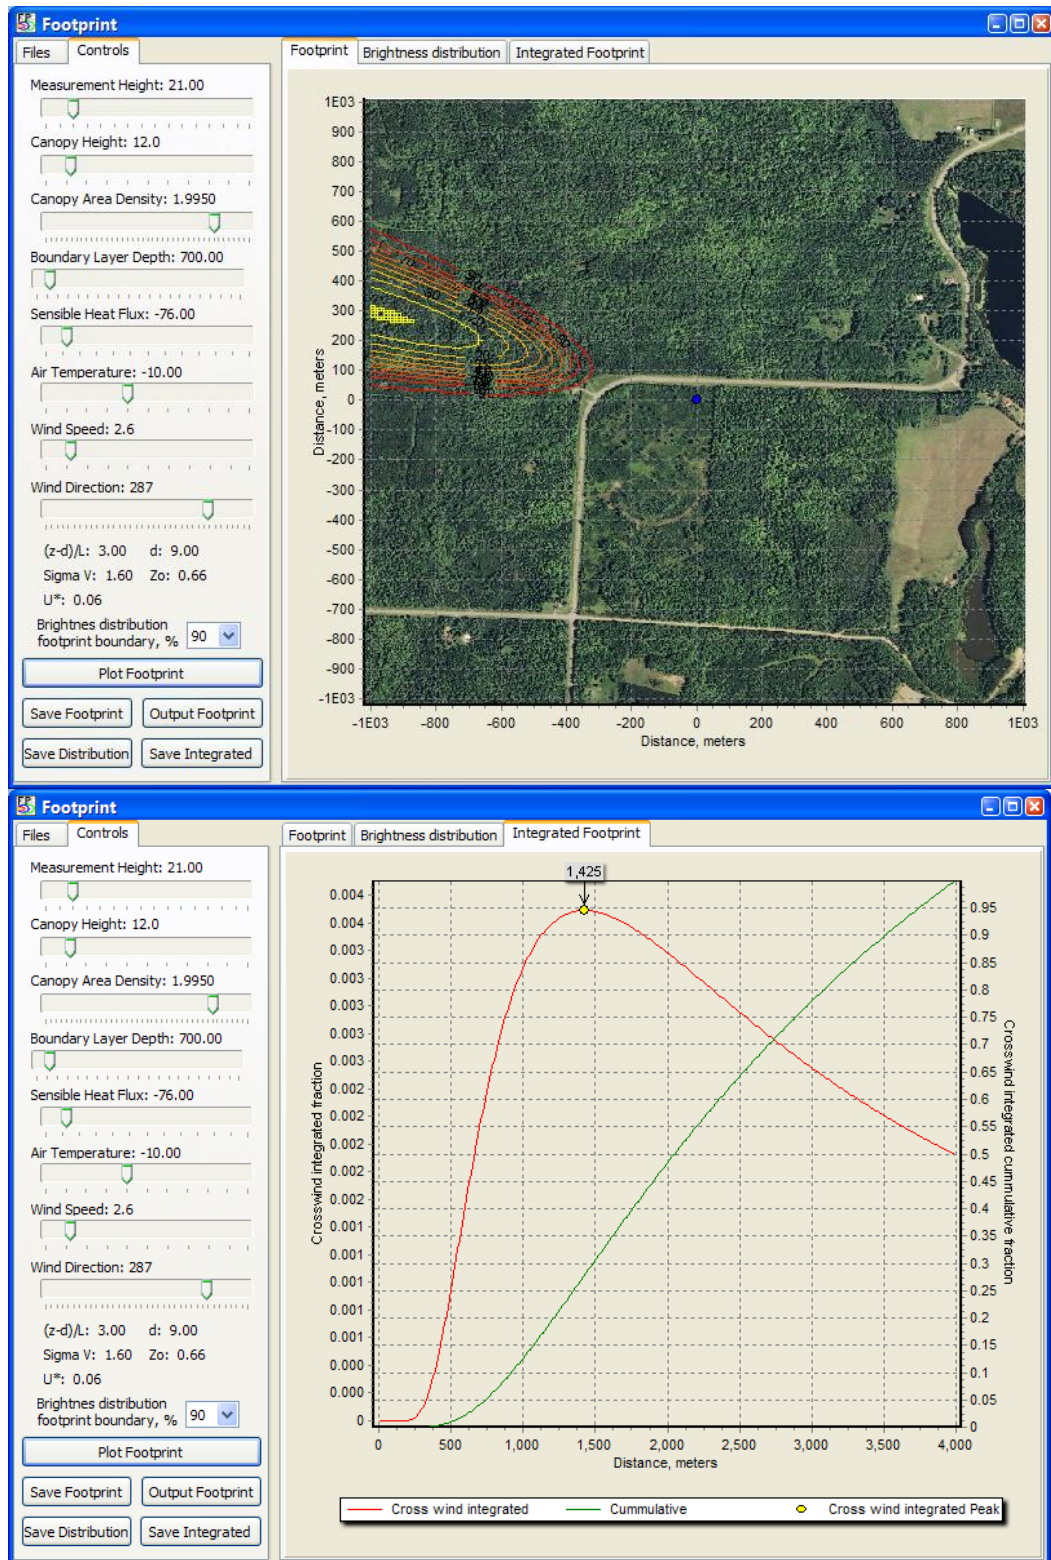 Footprint
Files Controls
Footprint Brightness distribution Integrated Footprint
Measurement Height: 21.00
Canopy Height: 12.0
Canopy Area Density: 1.9950
Boundary Layer Depth: 700.00
Sensible Heat Flux: -76.00
Air Temperature: -10.00
Wind Speed: 2.6
Wind Direction: 287
(z-d)/L: 3.00 d: 9.00
Sigma V: 1.60 Zo: 0.66
U*: 0.06
Brightnes distribution
footprint boundary, % 90
Plot Footprint
Save Footprint Output Footprint
Save Distribution Save Integrated
1E03
900
800
700
600
500
400
300
200
100
0
-100
-200
-300
-400
-500
-600
-700
-800
-900
-1E03
Distance, meters
-1E03 -800 -600 -400 -200 0 200 400 600 800 1E03
Distance, meters
Footprint
Files Controls
Footprint Brightness distribution Integrated Footprint
Measurement Height: 21.00
Canopy Height: 12.0
Canopy Area Density: 1.9950
Boundary Layer Depth: 700.00
Sensible Heat Flux: -76.00
Air Temperature: -10.00
Wind Speed: 2.6
Wind Direction: 287
(z-d)/L: 3.00 d: 9.00
Sigma V: 1.60 Zo: 0.66
U*: 0.06
Brightnes distribution
footprint boundary, % 90
Plot Footprint
Save Footprint Output Footprint
Save Distribution Save Integrated
1,425
0.004
0.004
0.003
0.003
0.003
0.003
0.003
0.002
0.002
0.002
0.002
0.002
0.001
0.001
0.001
0.001
0.001
0.000
0.000
0
Crosswind integrated fraction
0.95
0.9
0.85
0.8
0.75
0.7
0.65
0.6
0.55
0.5
0.45
0.4
0.35
0.3
0.25
0.2
0.15
0.1
0.05
0
Crosswind integrated cummulative fraction
0 500 1,000 1,500 2,000 2,500 3,000 3,500 4,000
Distance, meters
Cross wind integrated Cummulative Cross wind integrated Peak